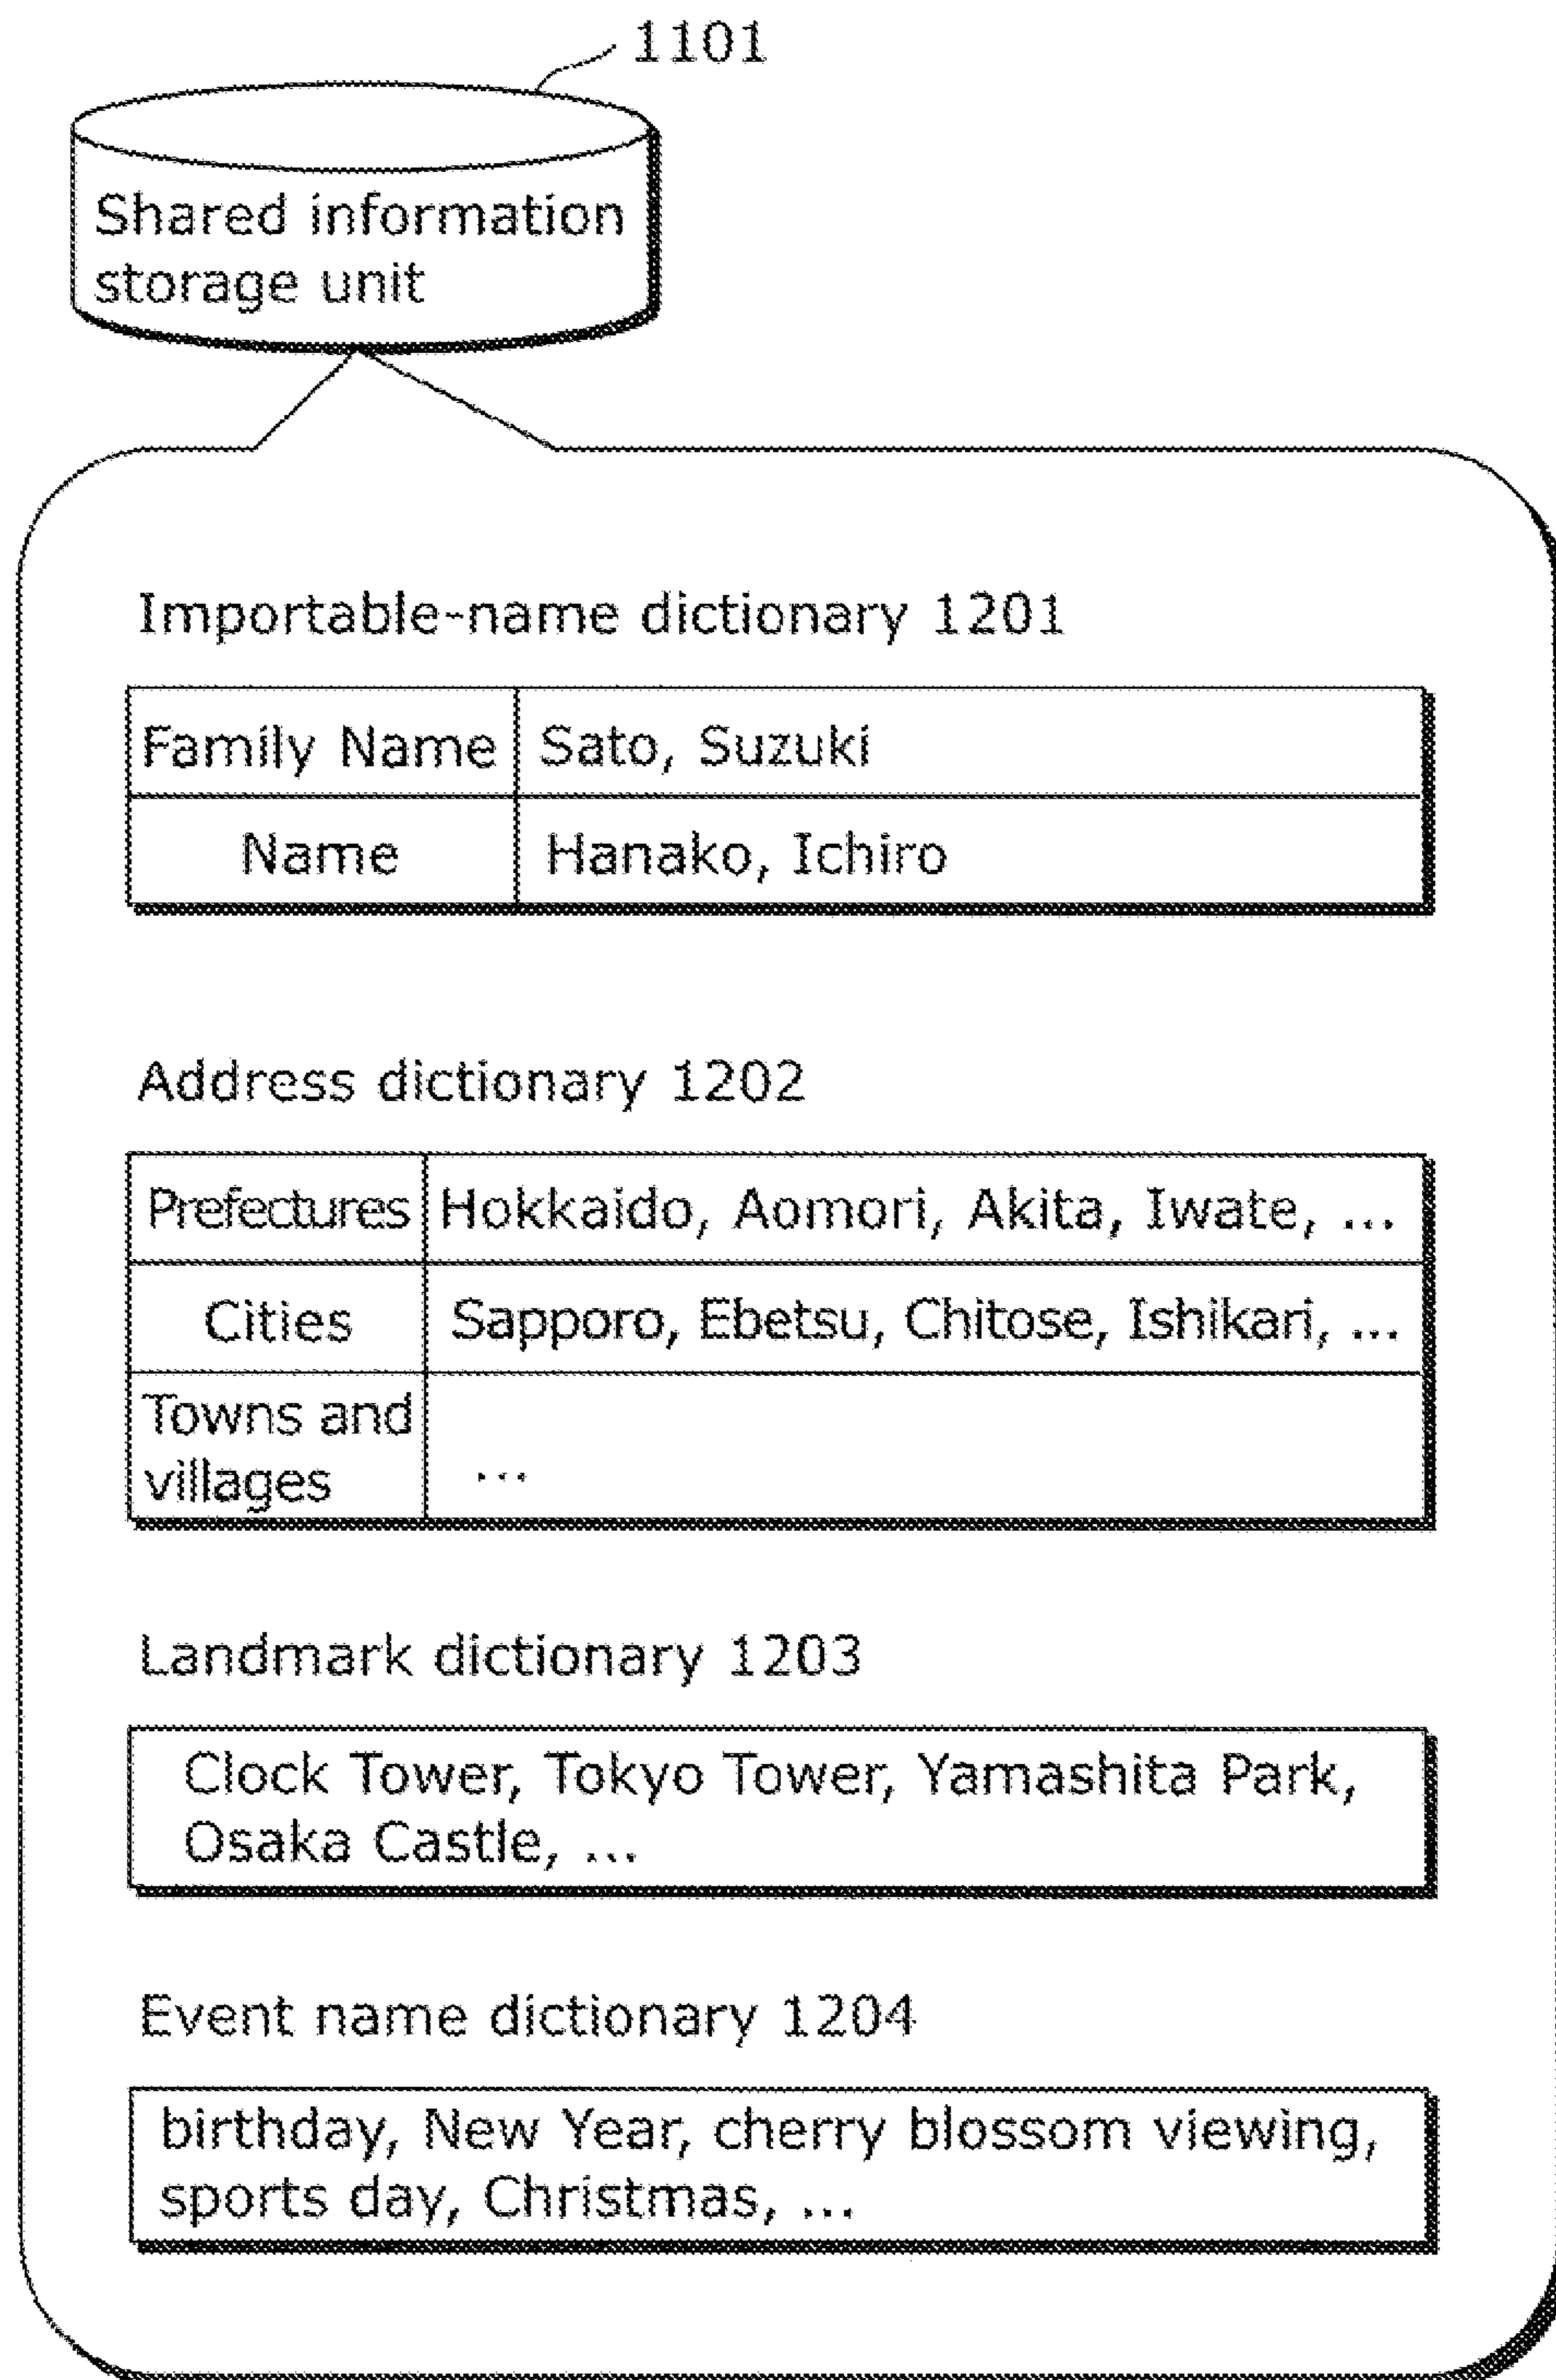 1101
Shared information
storage unit
Importable-name dictionary 1201
Family Name Sato, Suzuki
Name Hanako, Ichiro
Address dictionary 1202
Prefectures Hokkaido, Aomori, Akita, Iwate, ...
Cities Sapporo, Ebetsu, Chitose, Ishikari, ...
Towns and
villages ...
Landmark dictionary 1203
Clock Tower, Tokyo Tower, Yamashita Park,
Osaka Castle, ...
Event name dictionary 1204
birthday, New Year, cherry blossom viewing,
sports day, Christmas, ...